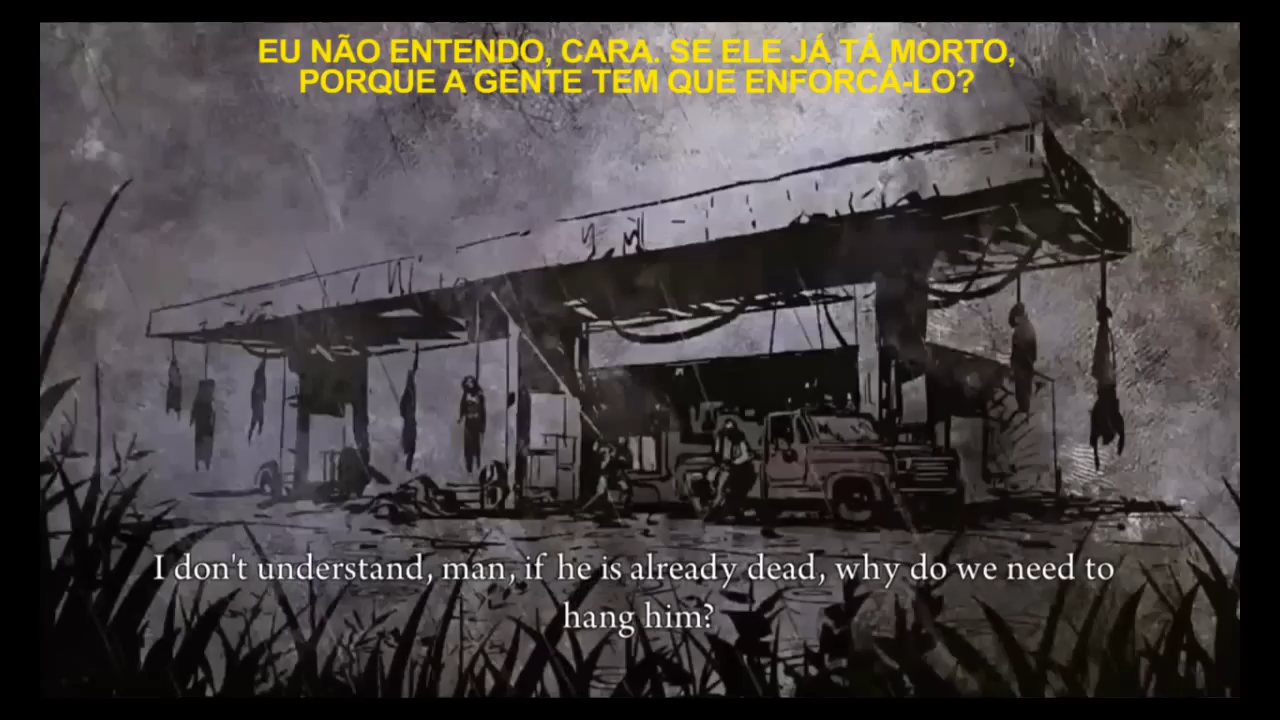 EU NÃO ENTENDO, CARA. SE ELE JÁ TÁ MORTO,
PORQUE A GENTE TEM QUE ENFORCÁ-LO?
I don't understand, man, if he is already dead, why do we need to
hang him?